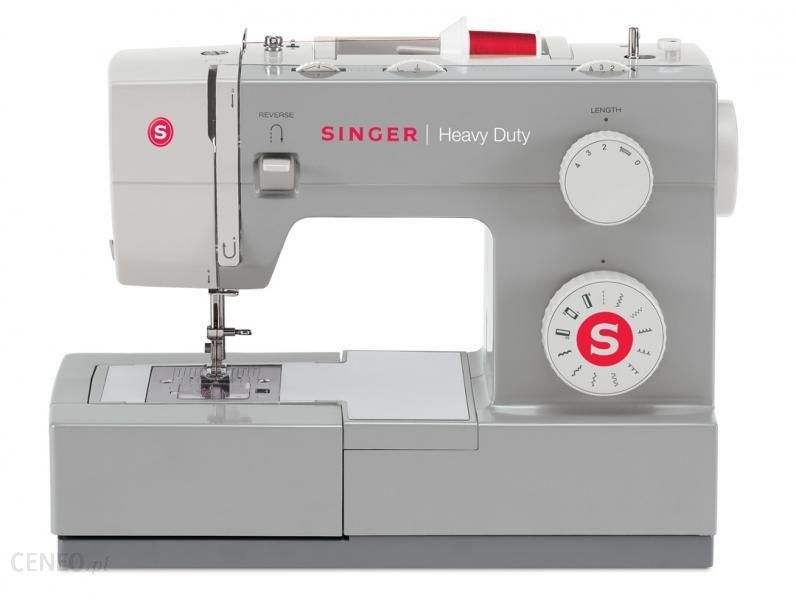 REVERSE
S
SINGER | Heavy Duty
LENGTH
4 3 2 1 0
S
CENEO.pl